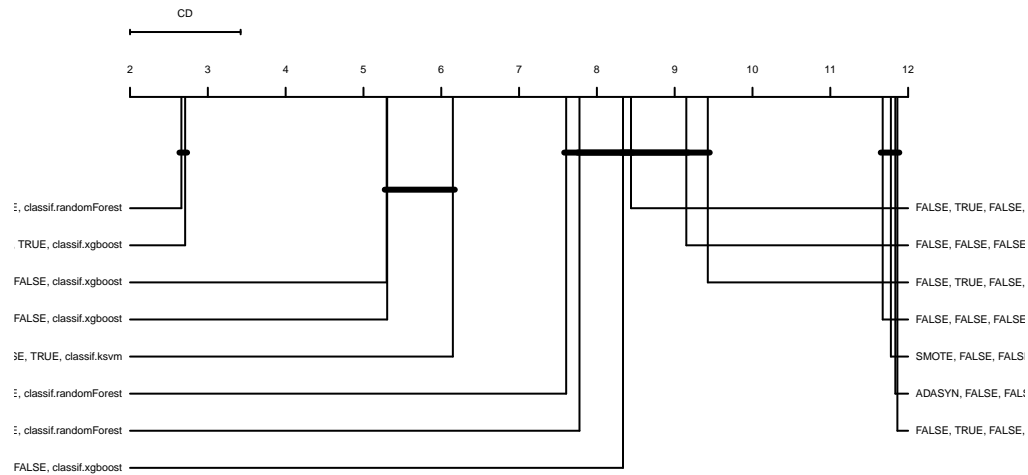 CD
2 3 4 5 6 7 8 9 10 11 12
E, classif.randomForest
FALSE, TRUE, FALSE,
, TRUE, classif.xgboost
FALSE, FALSE, FALSE
FALSE, classif.xgboost
FALSE, TRUE, FALSE,
FALSE, classif.xgboost
FALSE, FALSE, FALSE
SE, TRUE, classif.ksvm
SMOTE, FALSE, FALSE
E, classif.randomForest
ADASYN, FALSE, FALS
E, classif.randomForest
FALSE, TRUE, FALSE,
FALSE, classif.xgboost